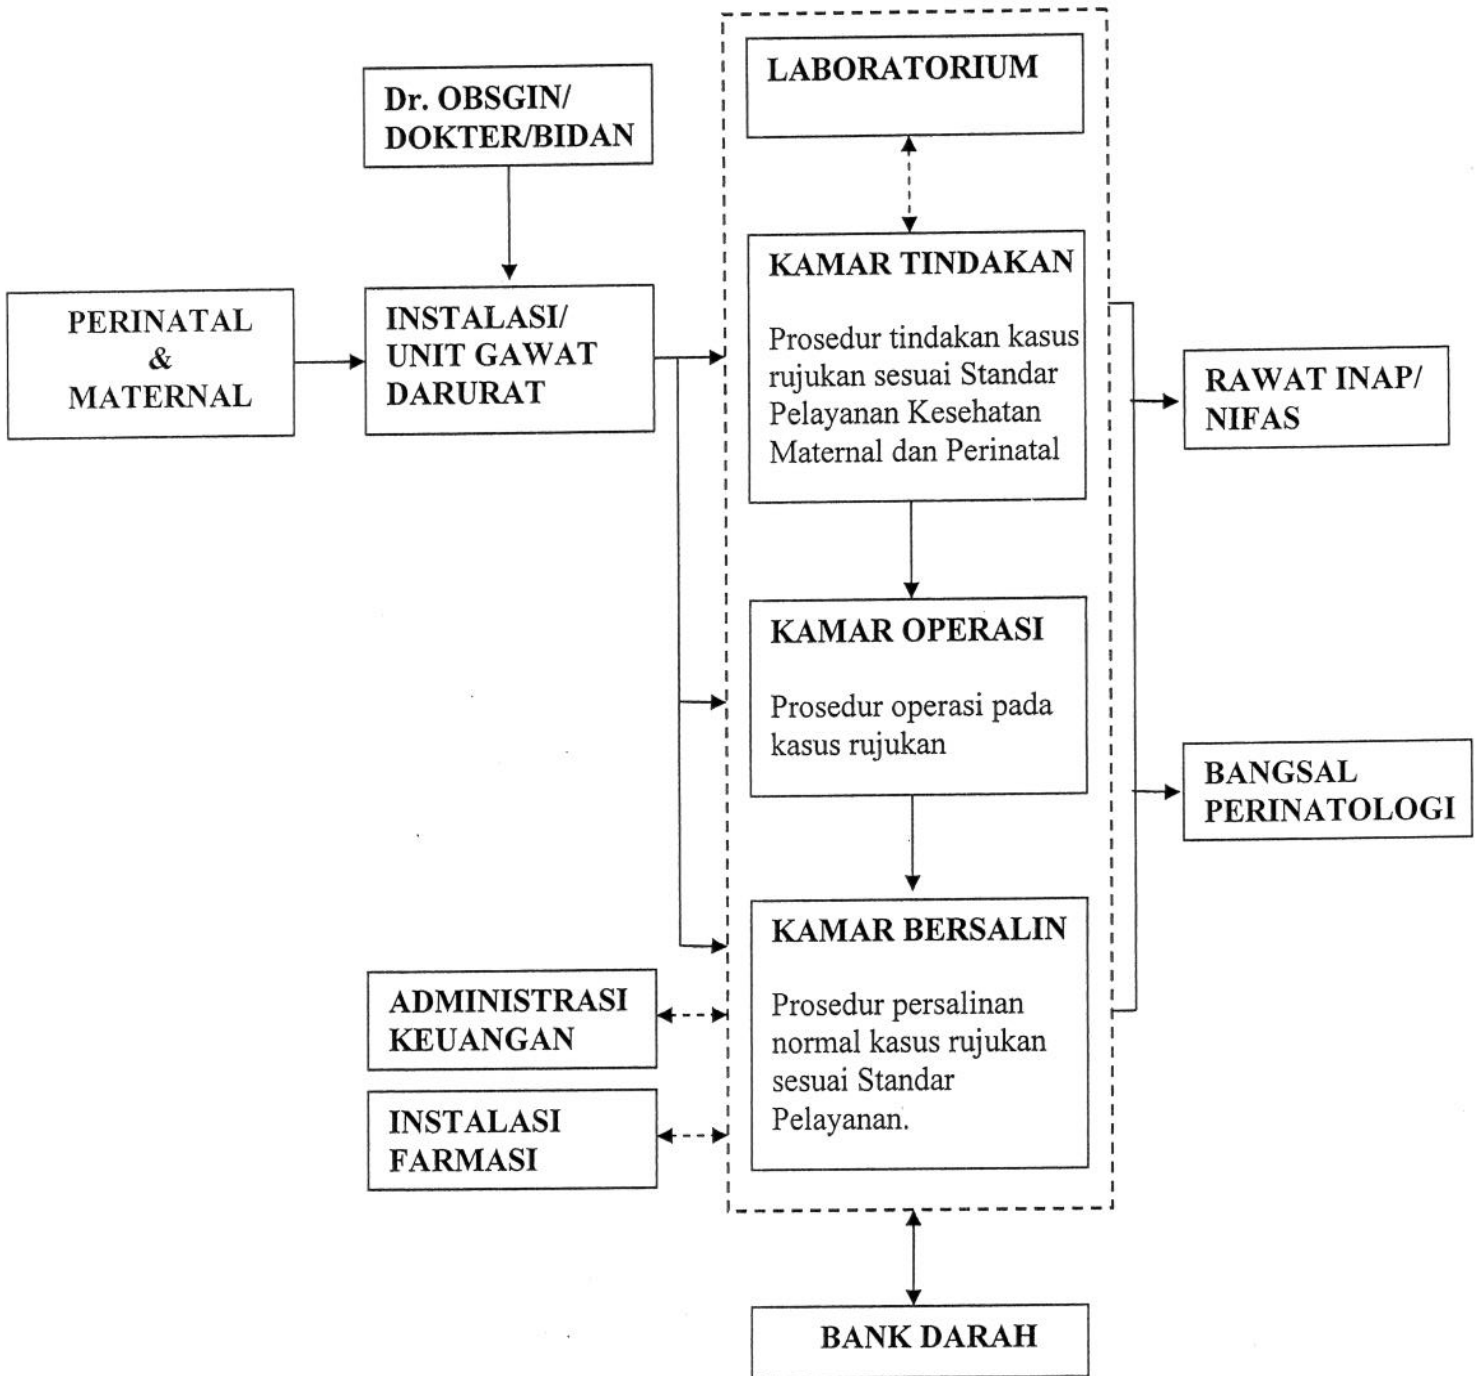 LABORATORIUM
Dr. OBSGIN/
DOKTER/BIDAN
KAMAR TINDAKAN
Prosedur tindakan kasus
rujukan sesuai Standar
Pelayanan Kesehatan
Maternal dan Perinatal
PERINATAL
&
MATERNAL
INSTALASI/
UNIT GAWAT
DARURAT
RAWAT INAP/
NIFAS
KAMAR OPERASI
Prosedur operasi pada
kasus rujukan
BANGSAL
PERINATOLOGI
KAMAR BERSALIN
Prosedur persalinan
normal kasus rujukan
sesuai Standar
Pelayanan.
ADMINISTRASI
KEUANGAN
INSTALASI
FARMASI
BANK DARAH